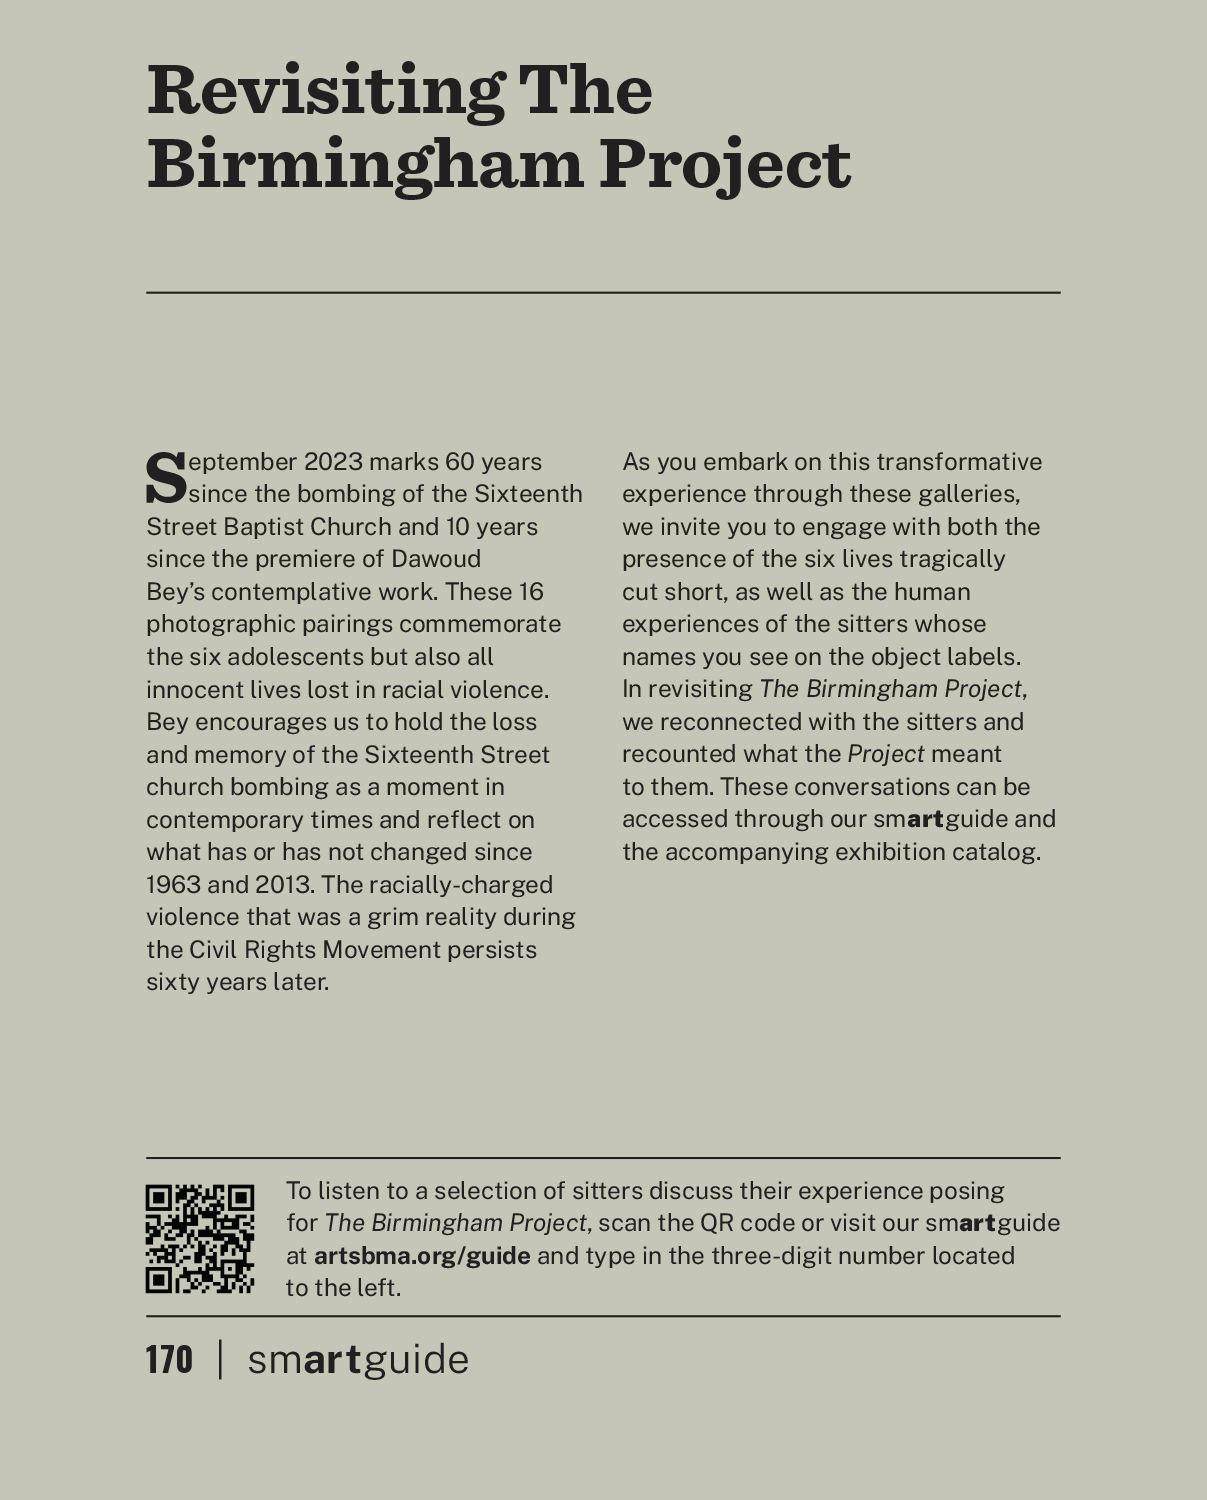 Revisiting The
Birmingham Project
September 2023 marks 60 years
since the bombing of the Sixteenth
Street Baptist Church and 10 years
since the premiere of Dawoud
Bey’s contemplative work. These 16
photographic pairings commemorate
the six adolescents but also all
innocent lives lost in racial violence.
Bey encourages us to hold the loss
and memory of the Sixteenth Street
church bombing as a moment in
contemporary times and reflect on
what has or has not changed since
1963 and 2013. The racially-charged
violence that was a grim reality during
the Civil Rights Movement persists
sixty years later.
As you embark on this transformative
experience through these galleries,
we invite you to engage with both the
presence of the six lives tragically
cut short, as well as the human
experiences of the sitters whose
names you see on the object labels.
In revisiting The Birmingham Project,
we reconnected with the sitters and
recounted what the Project meant
to them. These conversations can be
accessed through our smartguide and
the accompanying exhibition catalog.
To listen to a selection of sitters discuss their experience posing
for The Birmingham Project, scan the QR code or visit our smartguide
at artsbma.org/guide and type in the three-digit number located
to the left.
170 | smartguide